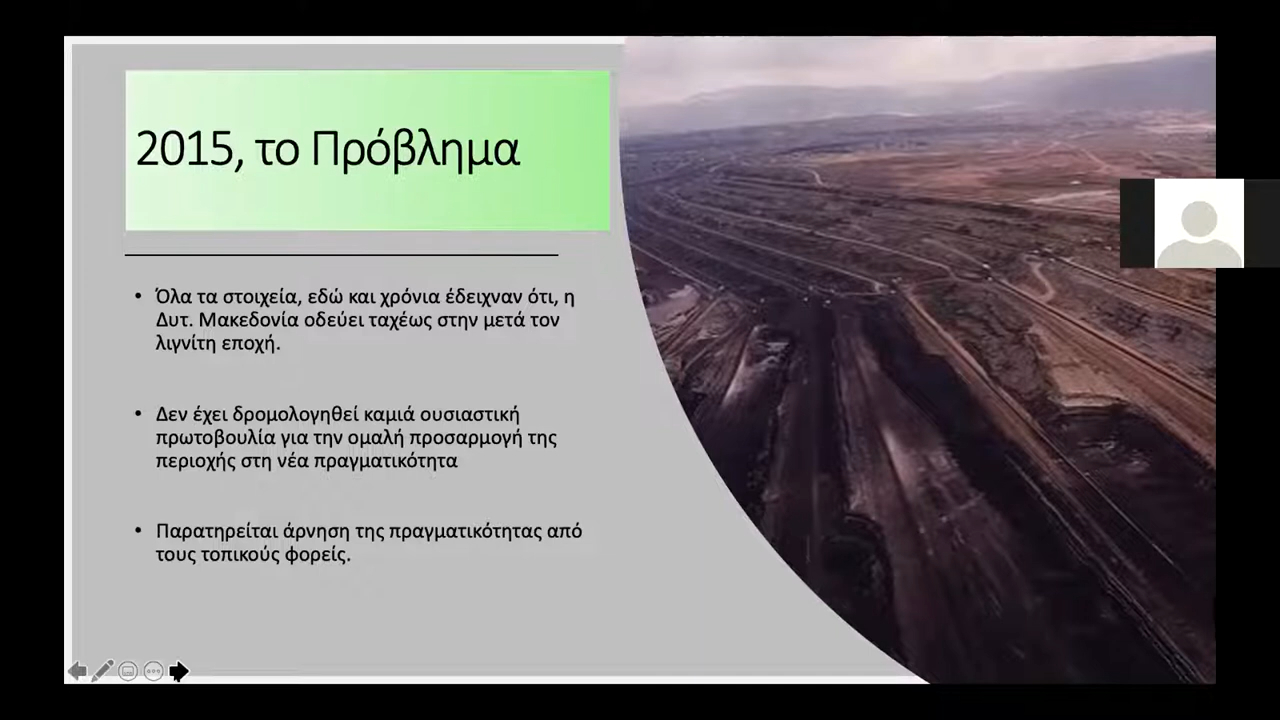 2015, το Πρόβλημα
• Όλα τα στοιχεία, εδώ και χρόνια έδειχναν ότι, η
Δυτ. Μακεδονία οδεύει ταχέως στην μετά τον
λιγνίτη εποχή.
• Δεν έχει δρομολογηθεί καμιά ουσιαστική
πρωτοβουλία για την ομαλή προσαρμογή της
περιοχής στη νέα πραγματικότητα
• Παρατηρείται άρνηση της πραγματικότητας από
τους τοπικούς φορείς.